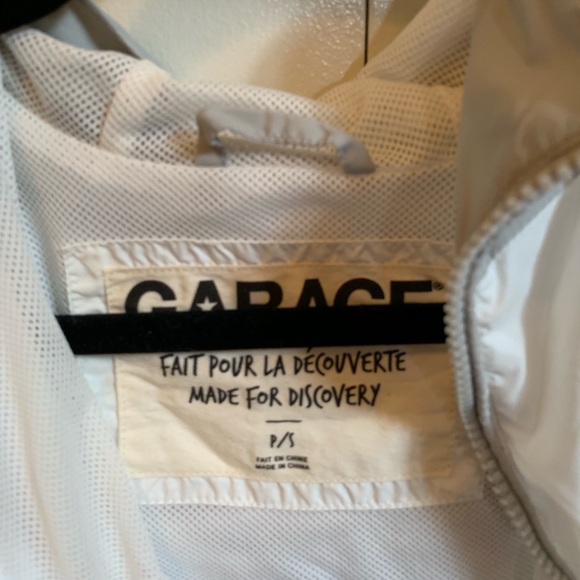 GARAGE®
FAIT POUR LA DÉCOUVERTE
MADE FOR DISCOVERY
P/S
FAIT EN CHINE
MADE IN CHINA